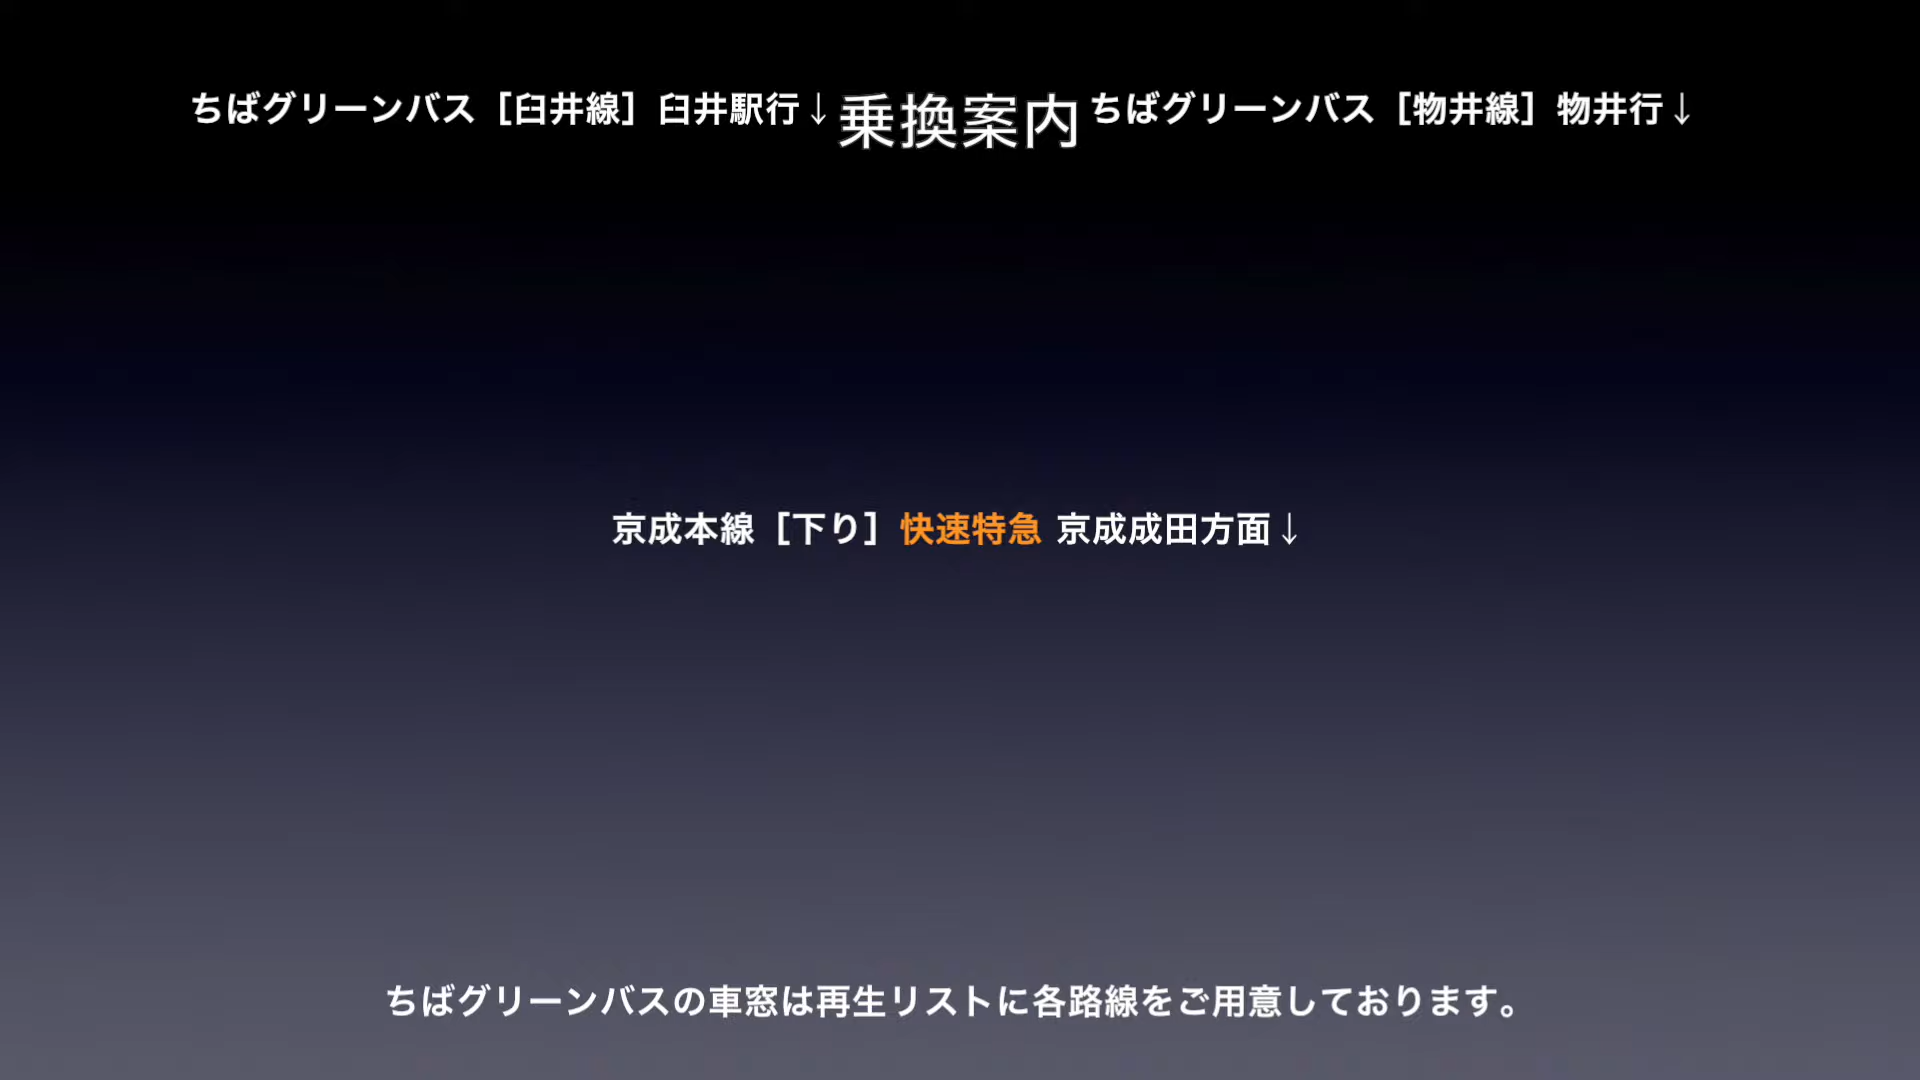 ちばグリーンバス［臼井線］臼井駅行↓
乗換案内
ちばグリーンバス［物井線］物井行↓
京成本線［下り］快速特急 京成成田方面↓
ちばグリーンバスの車窓は再生リストに各路線をご用意しております。